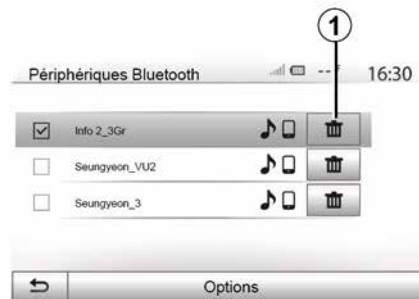 1
Périphériques Bluetooth -- ° 16:30
Info 2_3Gr
Seungyeon_VU2
Seungyeon_3
Options